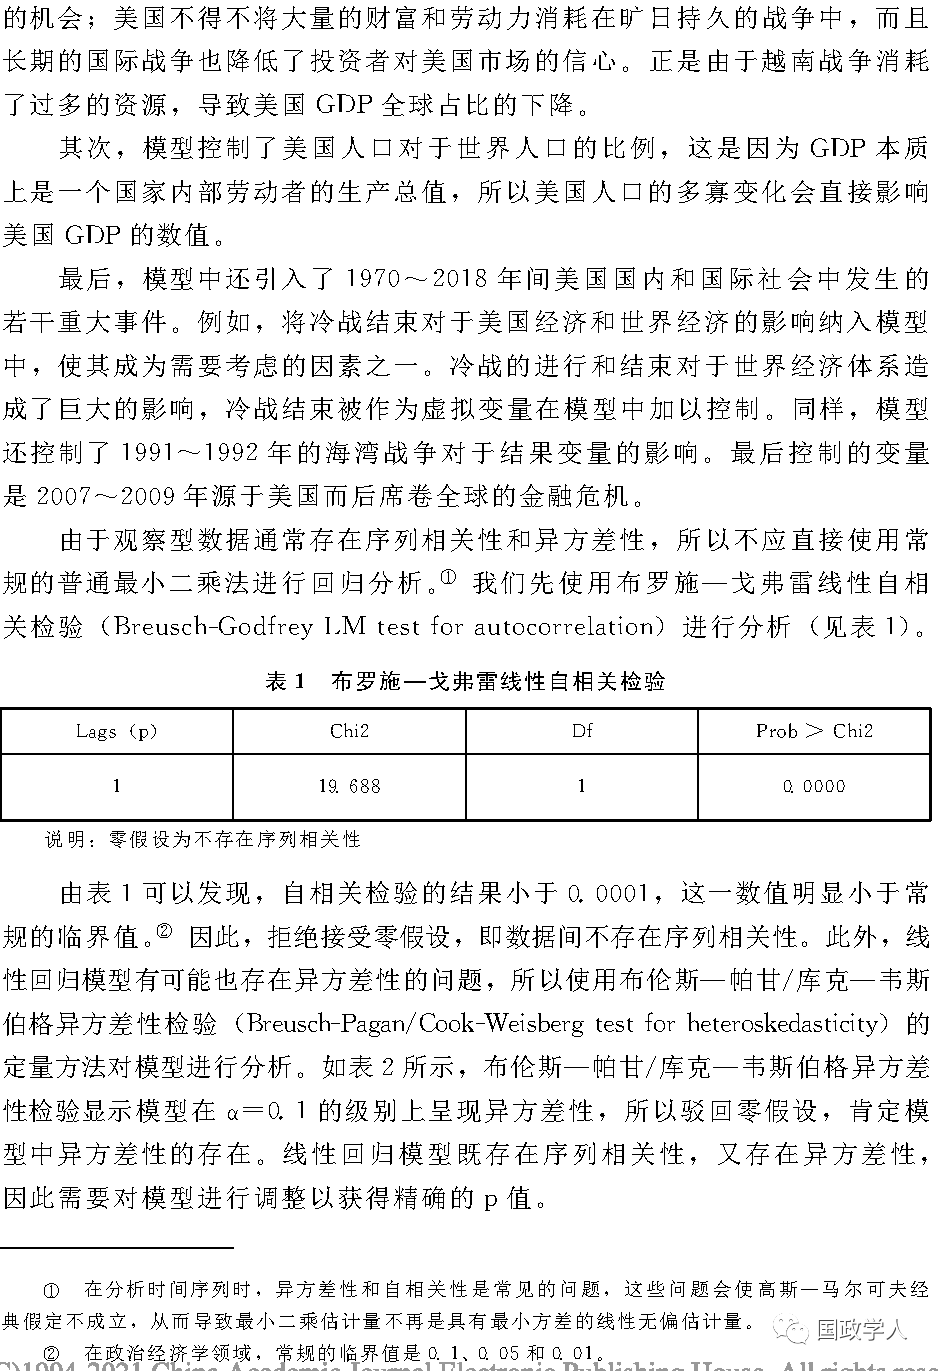 的机会；美国不得不将大量的财富和劳动力消耗在旷日持久的战争中，而且
长期的国际战争也降低了投资者对美国市场的信心。正是由于越南战争消耗
了过多的资源，导致美国 GDP 全球占比的下降。
其次，模型控制了美国人口对于世界人口的比例，这是因为 GDP 本质
上是一个国家内部劳动者的生产总值，所以美国人口的多寡变化会直接影响
美国 GDP 的数值。
最后，模型中还引入了 1970～2018 年间美国国内和国际社会中发生的
若干重大事件。例如，将冷战结束对于美国经济和世界经济的影响纳入模型
中，使其成为需要考虑的因素之一。冷战的进行和结束对于世界经济体系造
成了巨大的影响，冷战结束被作为虚拟变量在模型中加以控制。同样，模型
还控制了 1991～1992 年的海湾战争对于结果变量的影响。最后控制的变量
是 2007～2009 年源于美国而后席卷全球的金融危机。
由于观察型数据通常存在序列相关性和异方差性，所以不应直接使用常
规的普通最小二乘法进行回归分析。① 我们先使用布罗施—戈弗雷线性自相
关检验（Breusch-Godfrey LM test for autocorrelation）进行分析（见表 1）。
表 1 布罗施—戈弗雷线性自相关检验
Lags（p） Chi2 Df Prob ＞ Chi2
1 19.688 1 0.0000
说明：零假设为不存在序列相关性
由表 1 可以发现，自相关检验的结果小于 0.0001，这一数值明显小于常
规的临界值。② 因此，拒绝接受零假设，即数据间不存在序列相关性。此外，线
性回归模型有可能也存在异方差性的问题，所以使用布伦斯—帕甘/库克—韦斯
伯格异方差性检验（Breusch-Pagan/Cook-Weisberg test for heteroskedasticity）的
定量方法对模型进行分析。如表 2 所示，布伦斯—帕甘/库克—韦斯伯格异方差
性检验显示模型在 α＝0.1 的级别上呈现异方差性，所以驳回零假设，肯定模
型中异方差性的存在。线性回归模型既存在序列相关性，又存在异方差性，
因此需要对模型进行调整以获得精确的 p 值。
① 在分析时间序列时，异方差性和自相关性是常见的问题，这些问题会使高斯—马尔可夫经
典假定不成立，从而导致最小二乘估计量不再是具有最小方差的线性无偏估计量。
国政学人
② 在政治经济学领域，常规的临界值是 0.1、0.05 和 0.01。
(C)1994-2021 China Academic Journal Electronic Publishing House. All rights rese